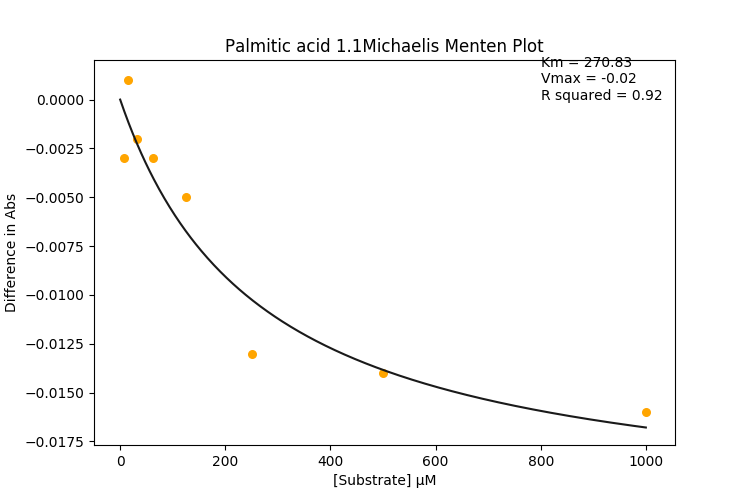 Palmitic acid 1.1Michaelis Menten Plot
Km = 270.83
Vmax = -0.02
R squared = 0.92
Difference in Abs
0.0000
−0.0025
−0.0050
−0.0075
−0.0100
−0.0125
−0.0150
−0.0175
0 200 400 600 800 1000
[Substrate] μM